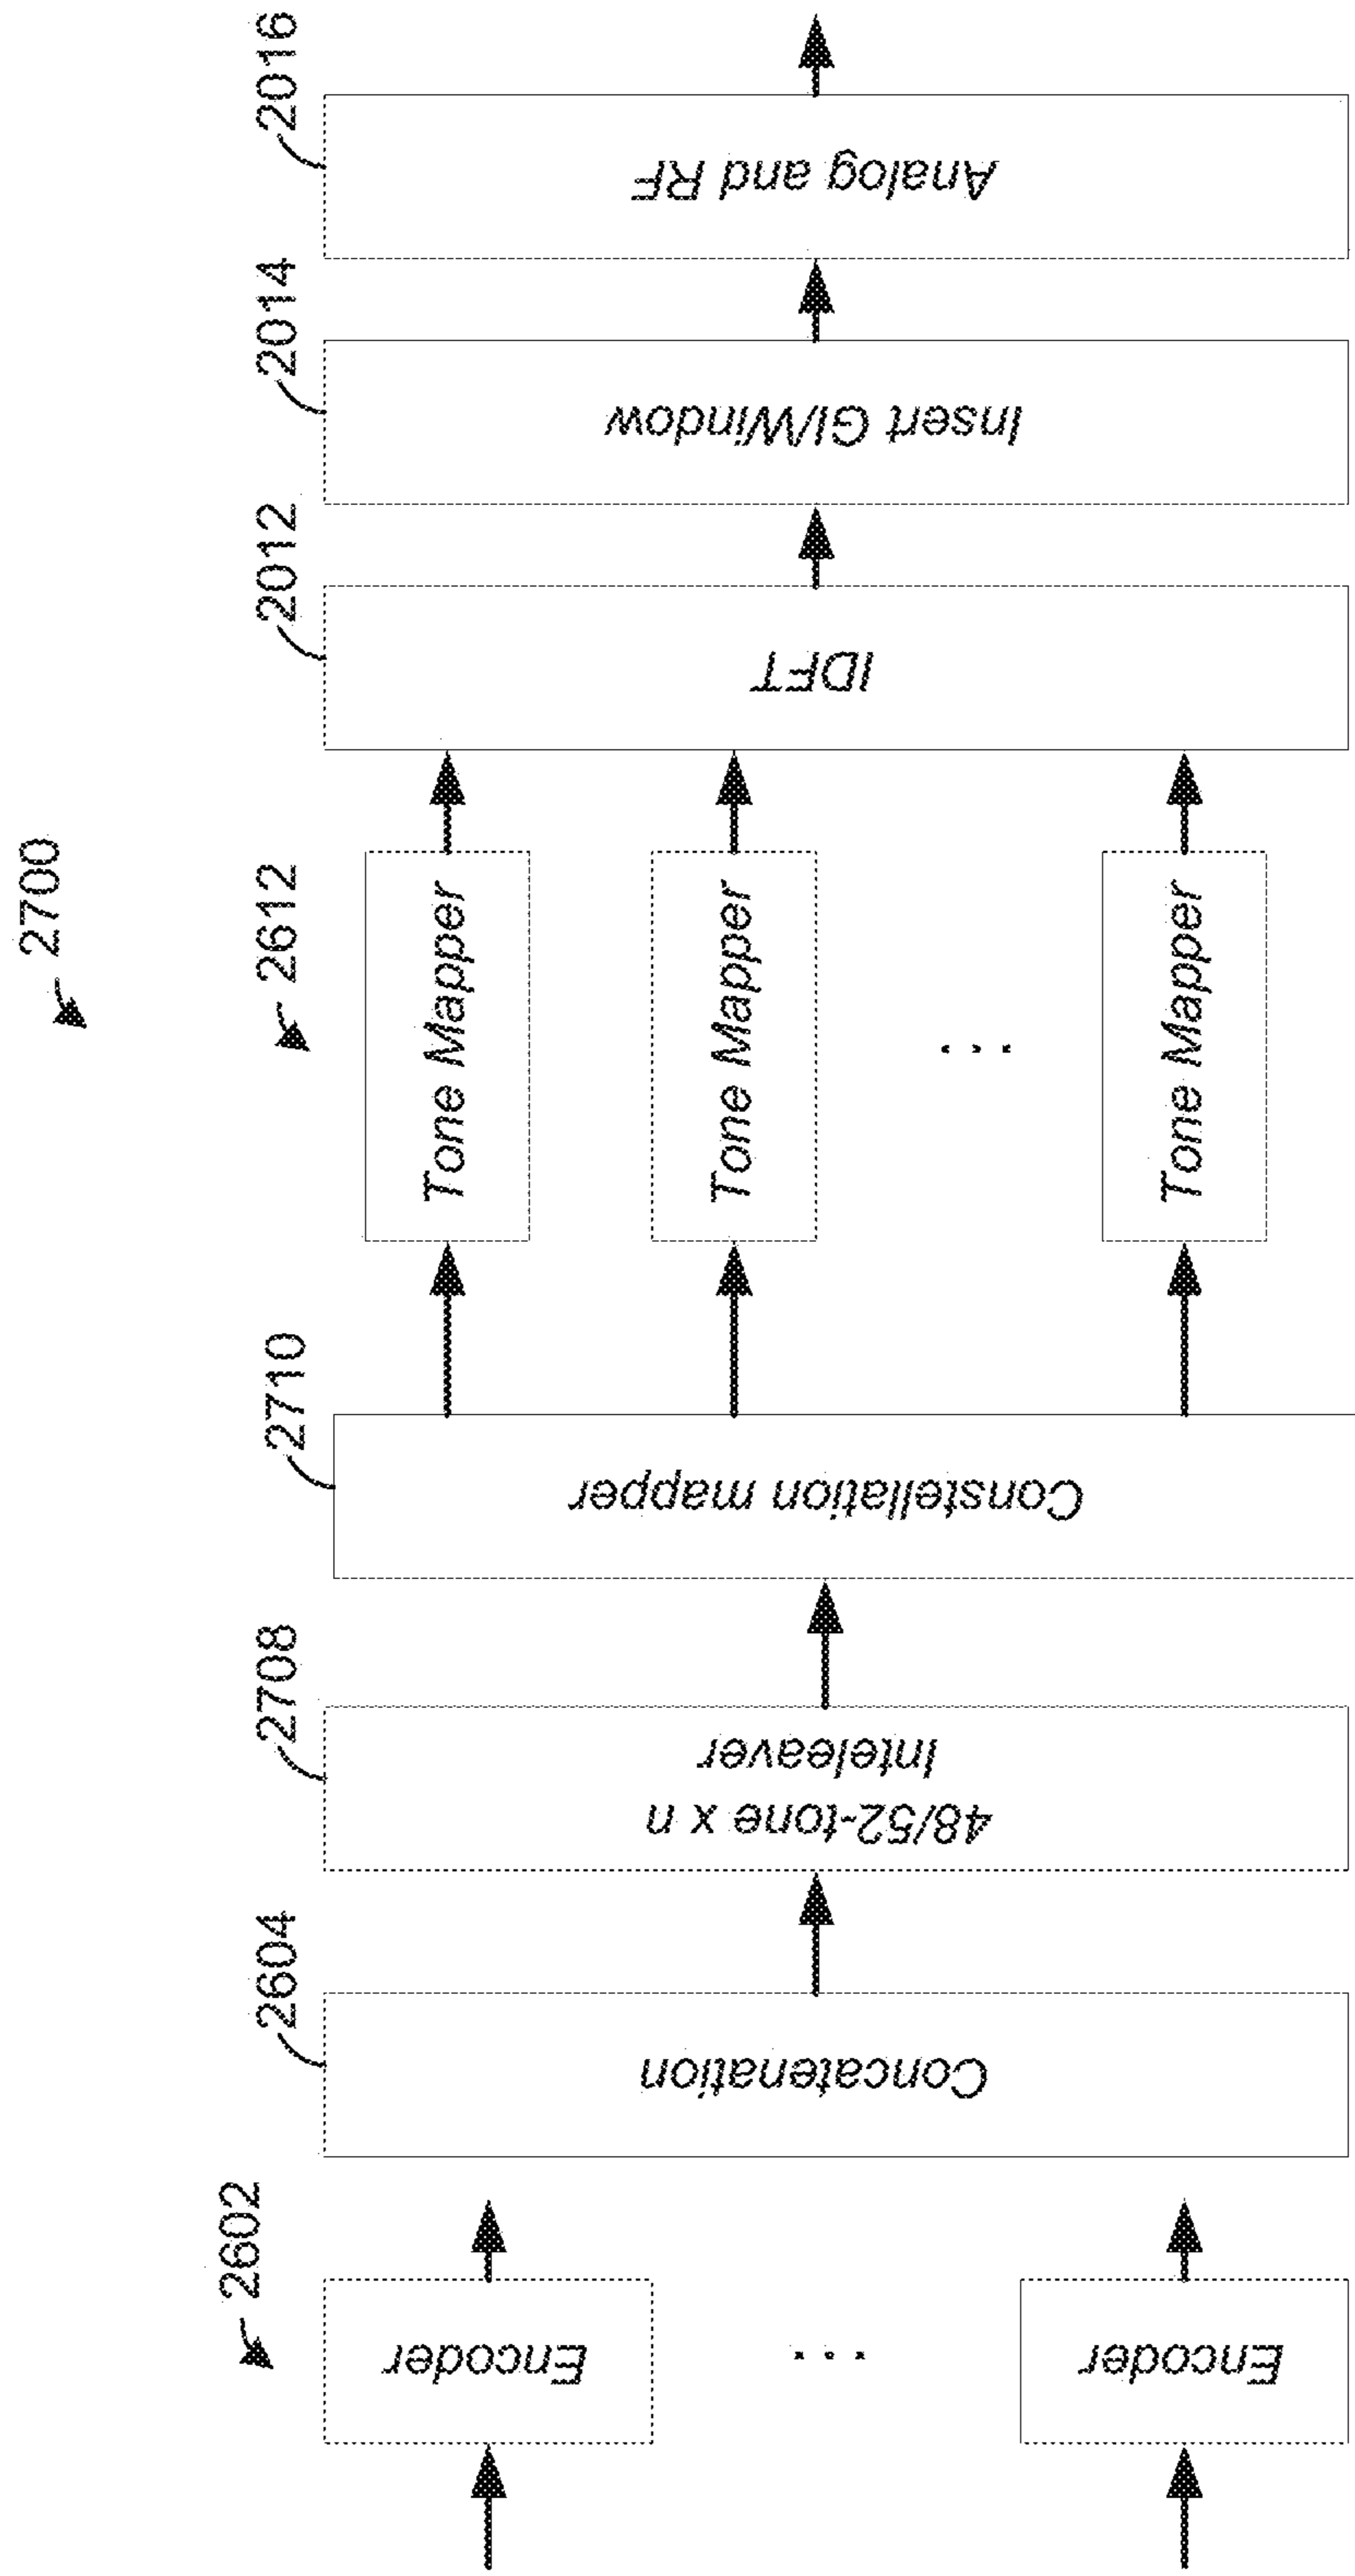 2700
2602
2604
2708
2710
2612
2012
2014
2016
Encoder
...
Encoder
Concatenation
48/52-tone x n
Inteleaver
Constellation mapper
Tone Mapper
Tone Mapper
...
Tone Mapper
IDFT
Insert GI/Window
Analog and RF